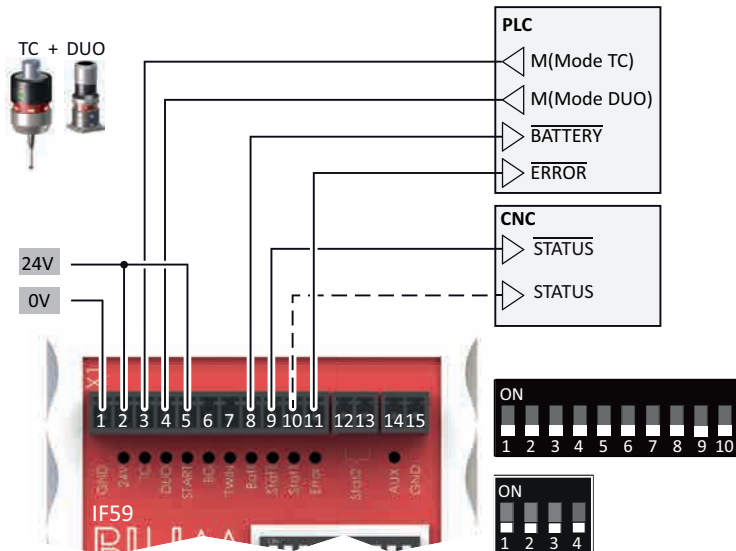 TC + DUO
PLC
M(Mode TC)
M(Mode DUO)
BATTERY
ERROR
CNC
STATUS
STATUS
24V
0V
X1
1 2 3 4 5 6 7 8 9 10 11 12 13 14 15
GND 24V TC DUO START BG TWIN Batt Stat1 Stat1 Error Stat2 AUX GND
IF59
ON
1 2 3 4 5 6 7 8 9 10
ON
1 2 3 4